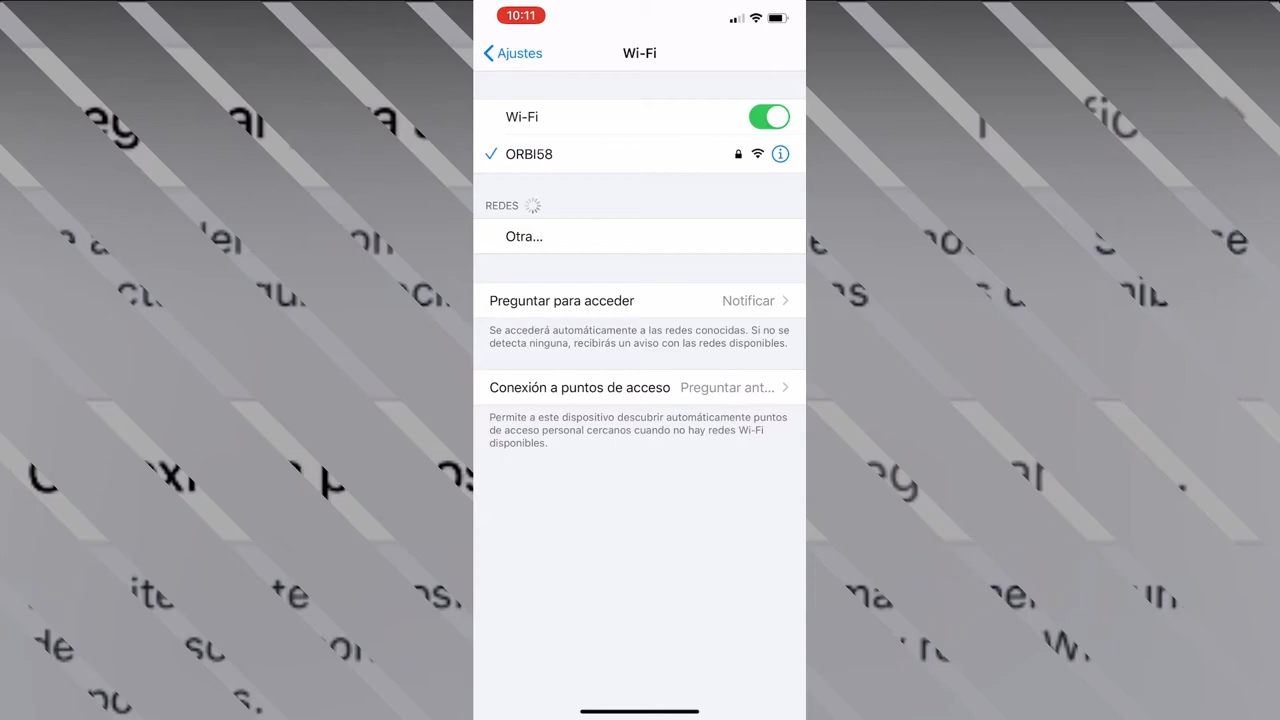 10:11
Ajustes
Wi-Fi
Wi-Fi
ORBI58
REDES
Otra...
Preguntar para acceder Notificar
Se accederá automáticamente a las redes conocidas. Si no se
detecta ninguna, recibirás un aviso con las redes disponibles.
Conexión a puntos de acceso Preguntar ant...
Permite a este dispositivo descubrir automáticamente puntos
de acceso personal cercanos cuando no hay redes Wi-Fi
disponibles.